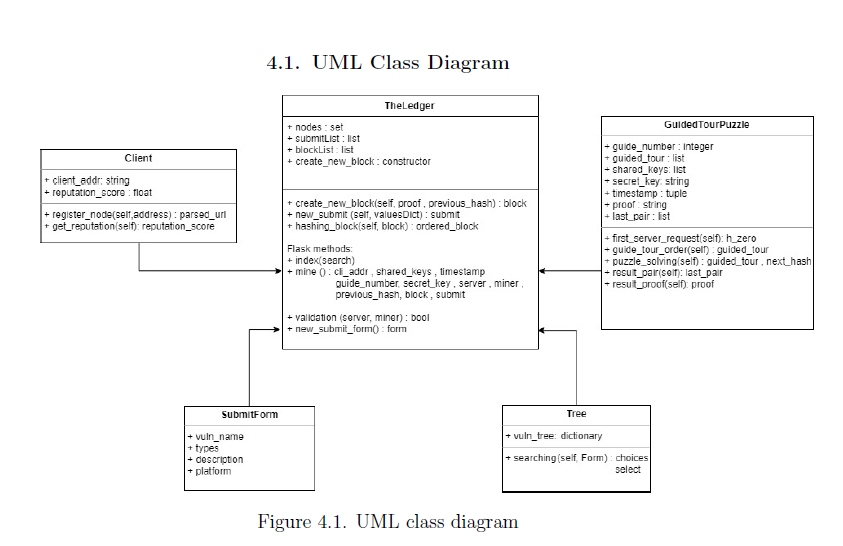 4.1. UML Class Diagram
TheLedger
+ nodes : set
+ submitList : list
+ blockList : list
+ create_new_block : constructor
+ create_new_block(self, proof , previous_hash) : block
+ new_submit (self, valuesDict) : submit
+ hashing_block(self, block) : ordered_block
Flask methods:
+ index(search)
+ mine () : cli_addr , shared_keys , timestamp
guide_number, secret_key , server , miner ,
previous_hash, block , submit
+ validation (server, miner) : bool
+ new_submit_form() : form
Client
+ client_addr: string
+ reputation_score : float
+ register_node(self,address) : parsed_url
+ get_reputation(self): reputation_score
GuidedTourPuzzle
+ guide_number : integer
+ guided_tour : list
+ shared_keys: list
+ secret_key: string
+ timestamp : tuple
+ proof : string
+ last_pair : list
+ first_server_request(self): h_zero
+ guide_tour_order(self) : guided_tour
+ puzzle_solving(self) : guided_tour , next_hash
+ result_pair(self): last_pair
+ result_proof(self): proof
SubmitForm
+ vuln_name
+ types
+ description
+ platform
Tree
+ vuln_tree: dictionary
+ searching(self, Form) : choices
select
Figure 4.1. UML class diagram